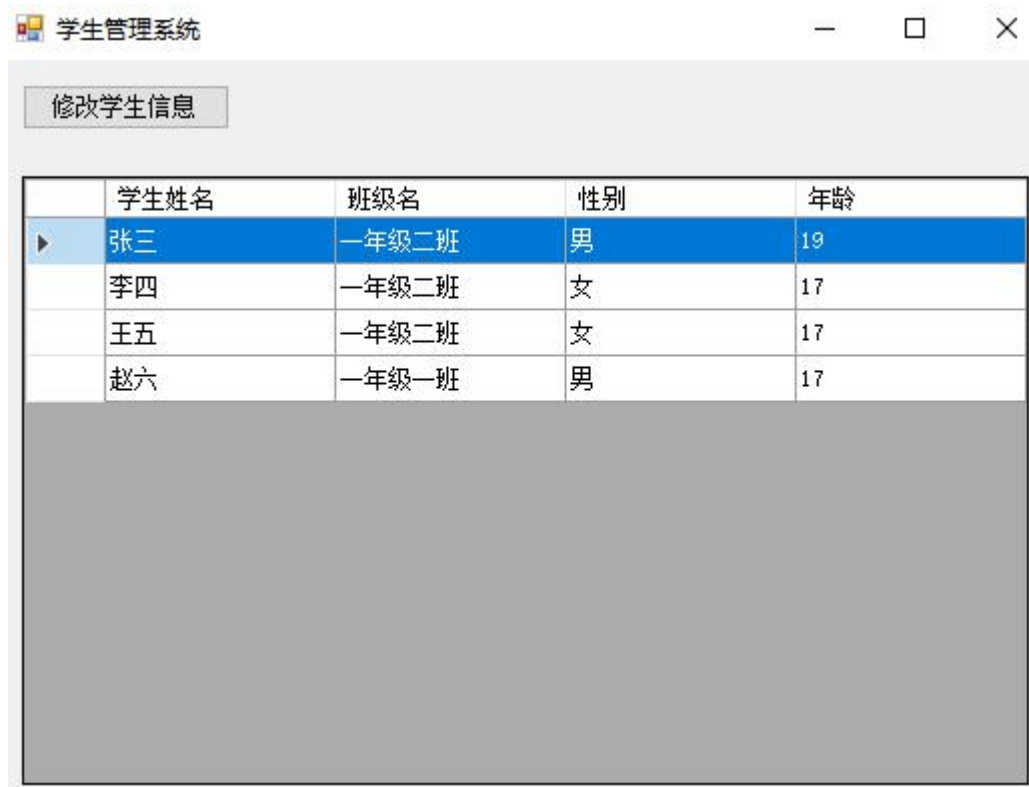 学生管理系统
修改学生信息
学生姓名 班级名 性别 年龄
张三 一年级二班 男 19
李四 一年级二班 女 17
王五 一年级二班 女 17
赵六 一年级一班 男 17